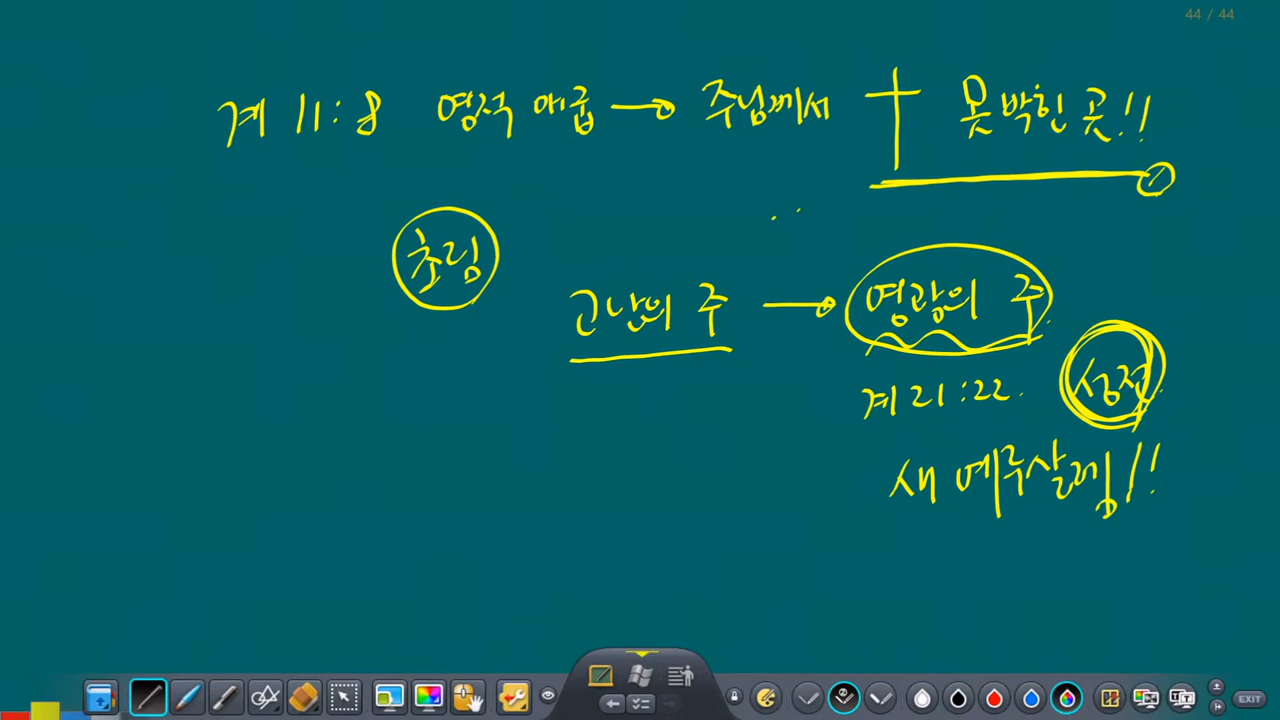 44 / 44
계 11:8 영적 애굽 → 주님께서 못박힌 곳!!
초림
고난의 주 → 영광의 주
계 21:22. 성전
새 예루살렘!!
EXIT